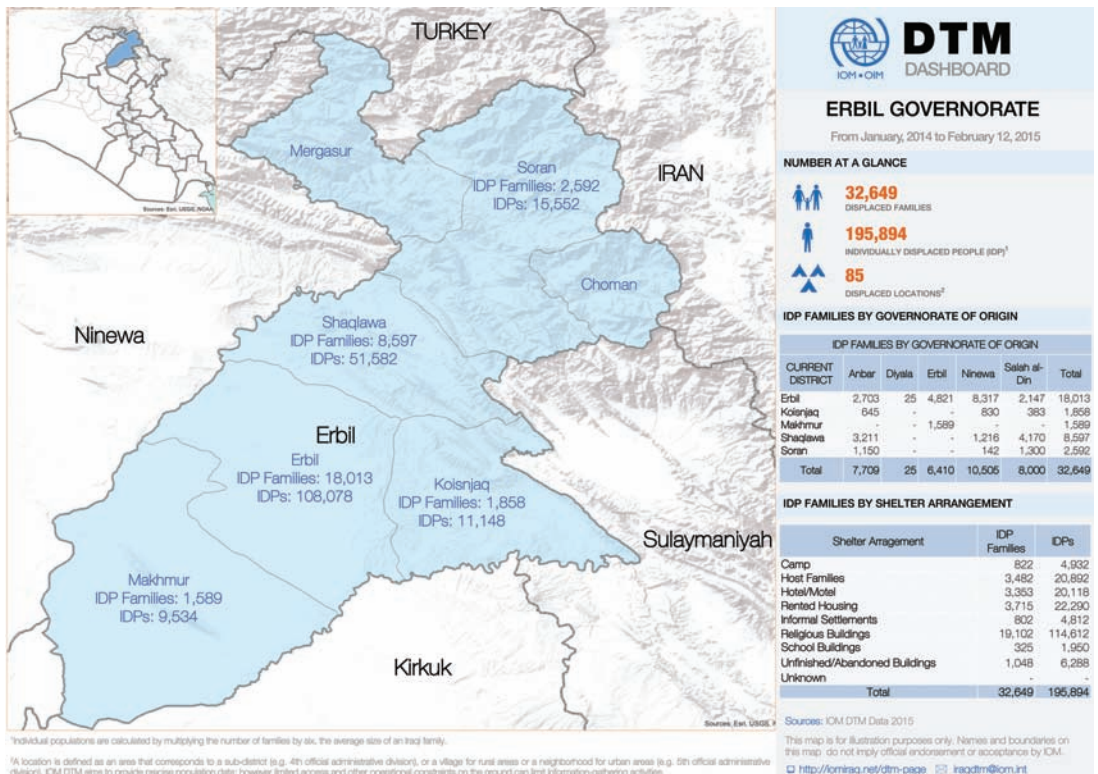 TURKEY
Mergasur
Soran
IDP Families: 2,592
IDPs: 15,552
IRAN
Choman
Ninewa
Shaqlawa
IDP Families: 8,597
IDPs: 51,582
Erbil
Erbil
IDP Families: 18,013
IDPs: 108,078
Koisnjaq
IDP Families: 1,858
IDPs: 11,148
Sulaymaniyah
Makhmur
IDP Families: 1,589
IDPs: 9,534
Kirkuk
Sources: Esri, USGS, NOAA
Sources: Esri, USGS, N
¹Individual populations are calculated by multiplying the number of families by six, the average size of an Iraqi family.
²A location is defined as an area that corresponds to a sub-district (e.g. 4th official administrative division), or a village for rural areas or a neighborhood for urban areas (e.g. 5th official administrative
division). IOM DTM aims to provide precise population data; however limited access and other operational constraints on the ground can limit information-gathering activities.
IOM • OIM
DTM
DASHBOARD
ERBIL GOVERNORATE
From January, 2014 to February 12, 2015
NUMBER AT A GLANCE
32,649
DISPLACED FAMILIES
195,894
INDIVIDUALLY DISPLACED PEOPLE (IDP)¹
85
DISPLACED LOCATIONS²
IDP FAMILIES BY GOVERNORATE OF ORIGIN
IDP FAMILIES BY GOVERNORATE OF ORIGIN
CURRENT DISTRICT Anbar Diyala Erbil Ninewa Salah al-Din Total
Erbil 2,703 25 4,821 8,317 2,147 18,013
Koisnjaq 645 - - 830 383 1,858
Makhmur - - 1,589 - - 1,589
Shaqlawa 3,211 - - 1,216 4,170 8,597
Soran 1,150 - - 142 1,300 2,592
Total 7,709 25 6,410 10,505 8,000 32,649
IDP FAMILIES BY SHELTER ARRANGEMENT
Shelter Arragement IDP Families IDPs
Camp 822 4,932
Host Families 3,482 20,892
Hotel/Motel 3,353 20,118
Rented Housing 3,715 22,290
Informal Settlements 802 4,812
Religious Buildings 19,102 114,612
School Buildings 325 1,950
Unfinished/Abandoned Buildings 1,048 6,288
Unknown - -
Total 32,649 195,894
Sources: IOM DTM Data 2015
This map is for illustration purposes only. Names and boundaries on
this map do not imply official endorsement or acceptance by IOM.
http://iomiraq.net/dtm-page iraqdtm@iom.int